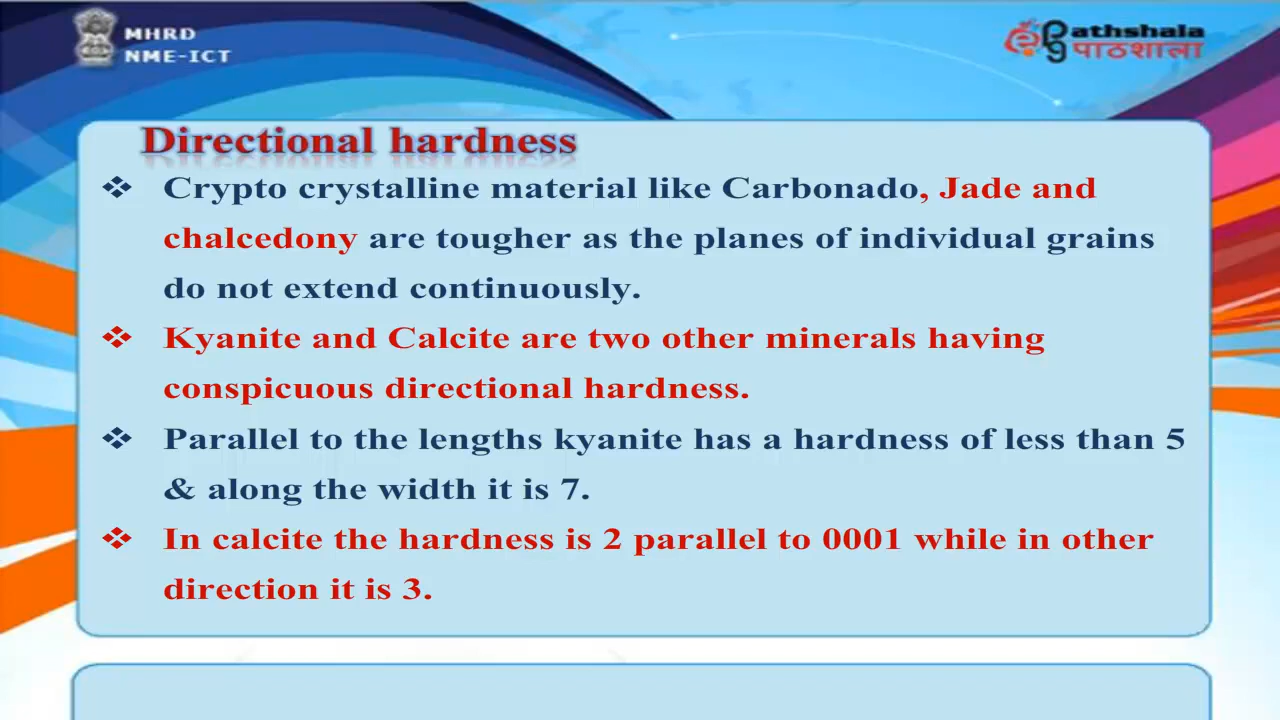 MHRD
NME-ICT
epgathshala
पाठशाला
Directional hardness
❖ Crypto crystalline material like Carbonado, Jade and
chalcedony are tougher as the planes of individual grains
do not extend continuously.
❖ Kyanite and Calcite are two other minerals having
conspicuous directional hardness.
❖ Parallel to the lengths kyanite has a hardness of less than 5
& along the width it is 7.
❖ In calcite the hardness is 2 parallel to 0001 while in other
direction it is 3.